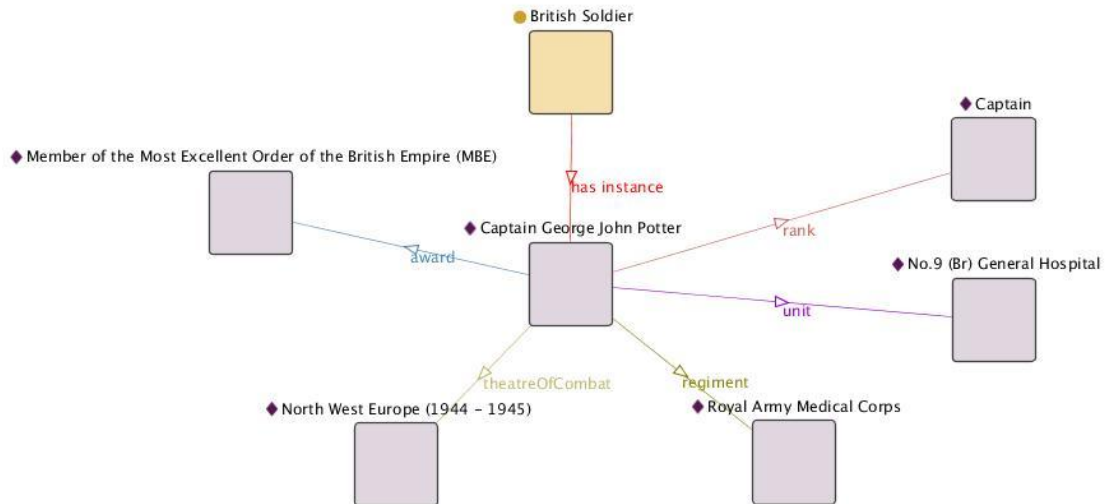 British Soldier
Captain
Member of the Most Excellent Order of the British Empire (MBE)
has instance
Captain George John Potter
rank
award
No.9 (Br) General Hospital
unit
theatreOfCombat
regiment
North West Europe (1944 - 1945)
Royal Army Medical Corps